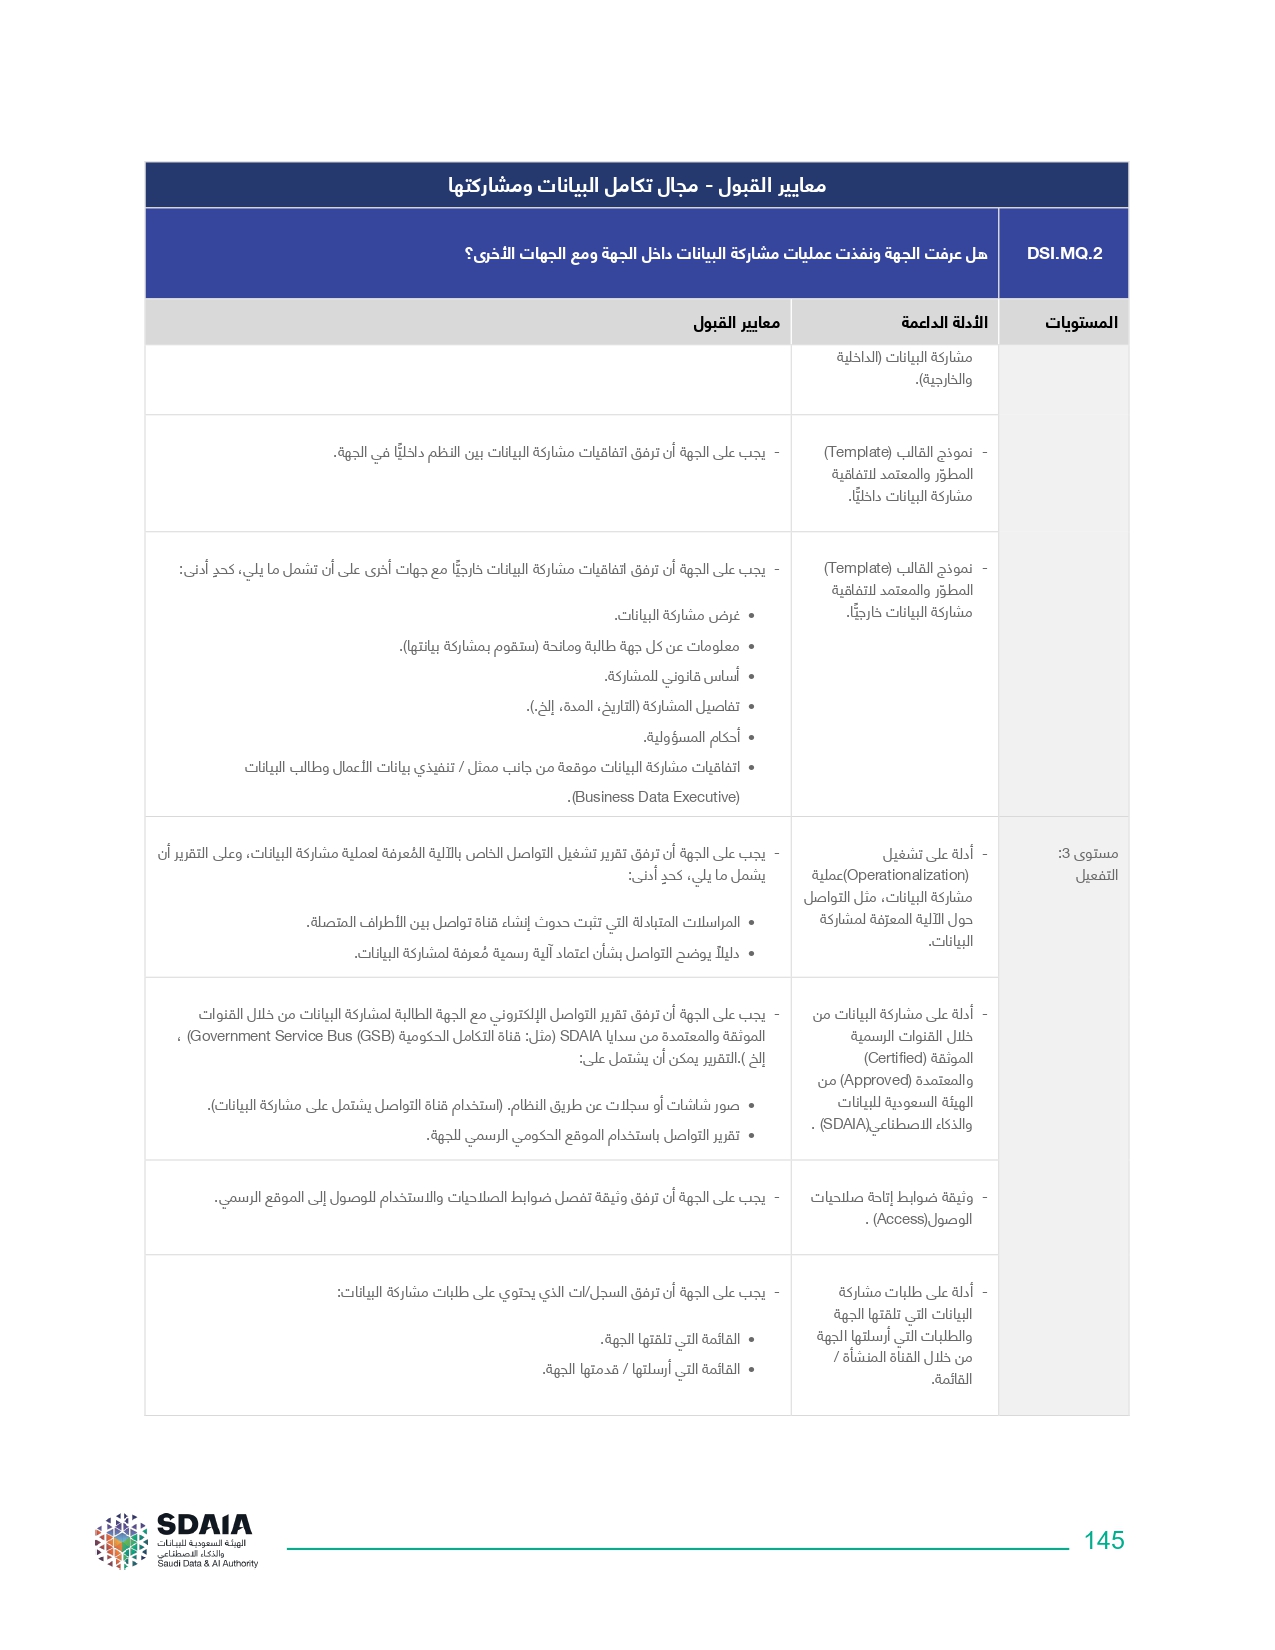 معايير القبول - مجال تكامل البيانات ومشاركتها
DSI.MQ.2
هل عرفت الجهة ونفذت عمليات مشاركة البيانات داخل الجهة ومع الجهات الأخرى؟
المستويات
الأدلة الداعمة
معايير القبول
مشاركة البيانات (الداخلية
والخارجية).
- نموذج القالب (Template)
المطوّر والمعتمد لاتفاقية
مشاركة البيانات داخليًّا.
- يجب على الجهة أن ترفق اتفاقيات مشاركة البيانات بين النظم داخليًّا في الجهة.
- نموذج القالب (Template)
المطوّر والمعتمد لاتفاقية
مشاركة البيانات خارجيًّا.
- يجب على الجهة أن ترفق اتفاقيات مشاركة البيانات خارجيًّا مع جهات أخرى على أن تشمل ما يلي، كحدٍ أدنى:
• غرض مشاركة البيانات.
• معلومات عن كل جهة طالبة ومانحة (ستقوم بمشاركة بيانتها).
• أساس قانوني للمشاركة.
• تفاصيل المشاركة (التاريخ، المدة، إلخ.).
• أحكام المسؤولية.
• اتفاقيات مشاركة البيانات موقعة من جانب ممثل / تنفيذي بيانات الأعمال وطالب البيانات
(Business Data Executive).
مستوى 3:
التفعيل
- أدلة على تشغيل
(Operationalization)عملية
مشاركة البيانات، مثل التواصل
حول الآلية المعرّفة لمشاركة
البيانات.
- يجب على الجهة أن ترفق تقرير تشغيل التواصل الخاص بالآلية المُعرفة لعملية مشاركة البيانات، وعلى التقرير أن
يشمل ما يلي، كحدٍ أدنى:
• المراسلات المتبادلة التي تثبت حدوث إنشاء قناة تواصل بين الأطراف المتصلة.
• دليلاً يوضح التواصل بشأن اعتماد آلية رسمية مُعرفة لمشاركة البيانات.
- أدلة على مشاركة البيانات من
خلال القنوات الرسمية
الموثقة (Certified)
والمعتمدة (Approved) من
الهيئة السعودية للبيانات
والذكاء الاصطناعي(SDAIA) .
- يجب على الجهة أن ترفق تقرير التواصل الإلكتروني مع الجهة الطالبة لمشاركة البيانات من خلال القنوات
الموثقة والمعتمدة من سدايا SDAIA (مثل: قناة التكامل الحكومية Government Service Bus (GSB)) ،
إلخ ).التقرير يمكن أن يشتمل على:
• صور شاشات أو سجلات عن طريق النظام. (استخدام قناة التواصل يشتمل على مشاركة البيانات).
• تقرير التواصل باستخدام الموقع الحكومي الرسمي للجهة.
- وثيقة ضوابط إتاحة صلاحيات
الوصول(Access) .
- يجب على الجهة أن ترفق وثيقة تفصل ضوابط الصلاحيات والاستخدام للوصول إلى الموقع الرسمي.
- أدلة على طلبات مشاركة
البيانات التي تلقتها الجهة
والطلبات التي أرسلتها الجهة
من خلال القناة المنشأة /
القائمة.
- يجب على الجهة أن ترفق السجل/ات الذي يحتوي على طلبات مشاركة البيانات:
• القائمة التي تلقتها الجهة.
• القائمة التي أرسلتها / قدمتها الجهة.
SDAIA
الهيئة السعودية للبيانات
والذكاء الاصطناعي
Saudi Data & AI Authority
145